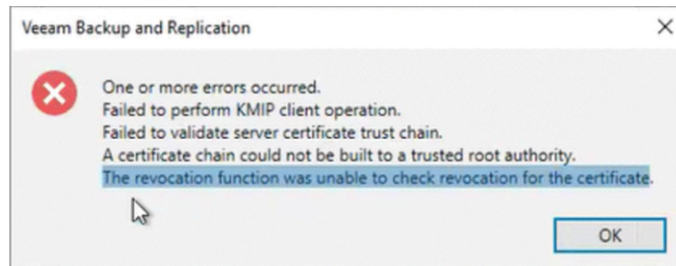 Veeam Backup and Replication
One or more errors occurred.
Failed to perform KMIP client operation.
Failed to validate server certificate trust chain.
A certificate chain could not be built to a trusted root authority.
The revocation function was unable to check revocation for the certificate.
OK